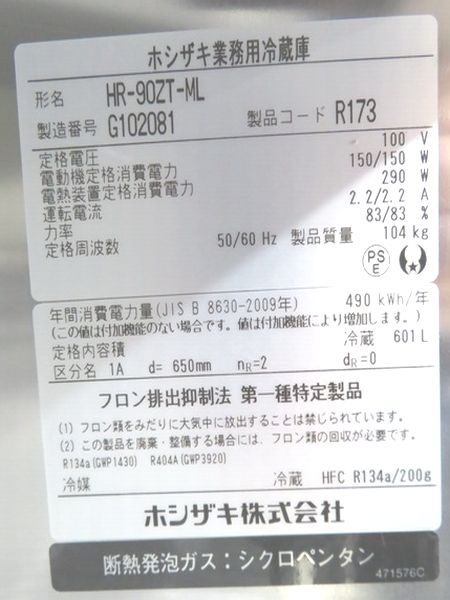 ホシザキ業務用冷蔵庫
形名 HR-90ZT-ML
製造番号 G102081 製品コード R173
定格電圧 100 V
電動機定格消費電力 150/150 W
電熱装置定格消費電力 290 W
運転電流 2.2/2.2 A
力率 83/83 %
定格周波数 50/60 Hz 製品質量 104 kg
PS E
年間消費電力量(JIS B 8630-2009年) 490 kWh/年
(この値は付加機能のない場合です。値は付加機能により増加します。)
定格内容積 冷蔵 601 L
区分名 1A d= 650mm nR=2 dR=0
フロン排出抑制法 第一種特定製品
(1) フロン類をみだりに大気中に放出することは禁じられています。
(2) この製品を廃棄・整備する場合には、フロン類の回収が必要です。
R134a(GWP1430) R404A(GWP3920)
冷媒 冷蔵 HFC R134a/200g
ホシザキ株式会社
断熱発泡ガス：シクロペンタン
471576C